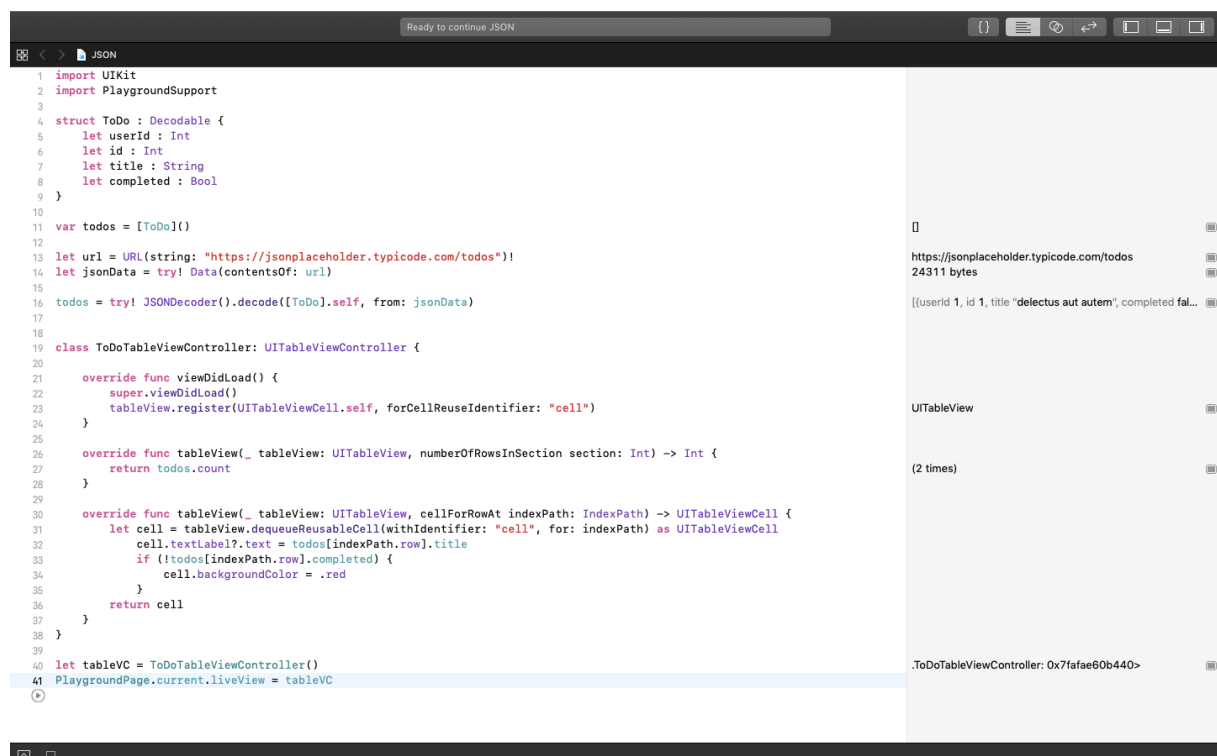 Ready to continue JSON
{}
JSON
1 import UIKit
2 import PlaygroundSupport
3
4 struct ToDo : Decodable {
5 let userId : Int
6 let id : Int
7 let title : String
8 let completed : Bool
9 }
10
11 var todos = [ToDo]() []
12
13 let url = URL(string: "https://jsonplaceholder.typicode.com/todos")! https://jsonplaceholder.typicode.com/todos
14 let jsonData = try! Data(contentsOf: url) 24311 bytes
15
16 todos = try! JSONDecoder().decode([ToDo].self, from: jsonData) [{userId 1, id 1, title "delectus aut autem", completed fal...
17
18
19 class ToDoTableViewController: UITableViewController {
20
21 override func viewDidLoad() {
22 super.viewDidLoad()
23 tableView.register(UITableViewCell.self, forCellReuseIdentifier: "cell") UITableView
24 }
25
26 override func tableView(_ tableView: UITableView, numberOfRowsInSection section: Int) -> Int {
27 return todos.count (2 times)
28 }
29
30 override func tableView(_ tableView: UITableView, cellForRowAt indexPath: IndexPath) -> UITableViewCell {
31 let cell = tableView.dequeueReusableCell(withIdentifier: "cell", for: indexPath) as UITableViewCell
32 cell.textLabel?.text = todos[indexPath.row].title
33 if (!todos[indexPath.row].completed) {
34 cell.backgroundColor = .red
35 }
36 return cell
37 }
38 }
39
40 let tableVC = ToDoTableViewController() .ToDoTableViewController: 0x7fafae60b440>
41 PlaygroundPage.current.liveView = tableVC